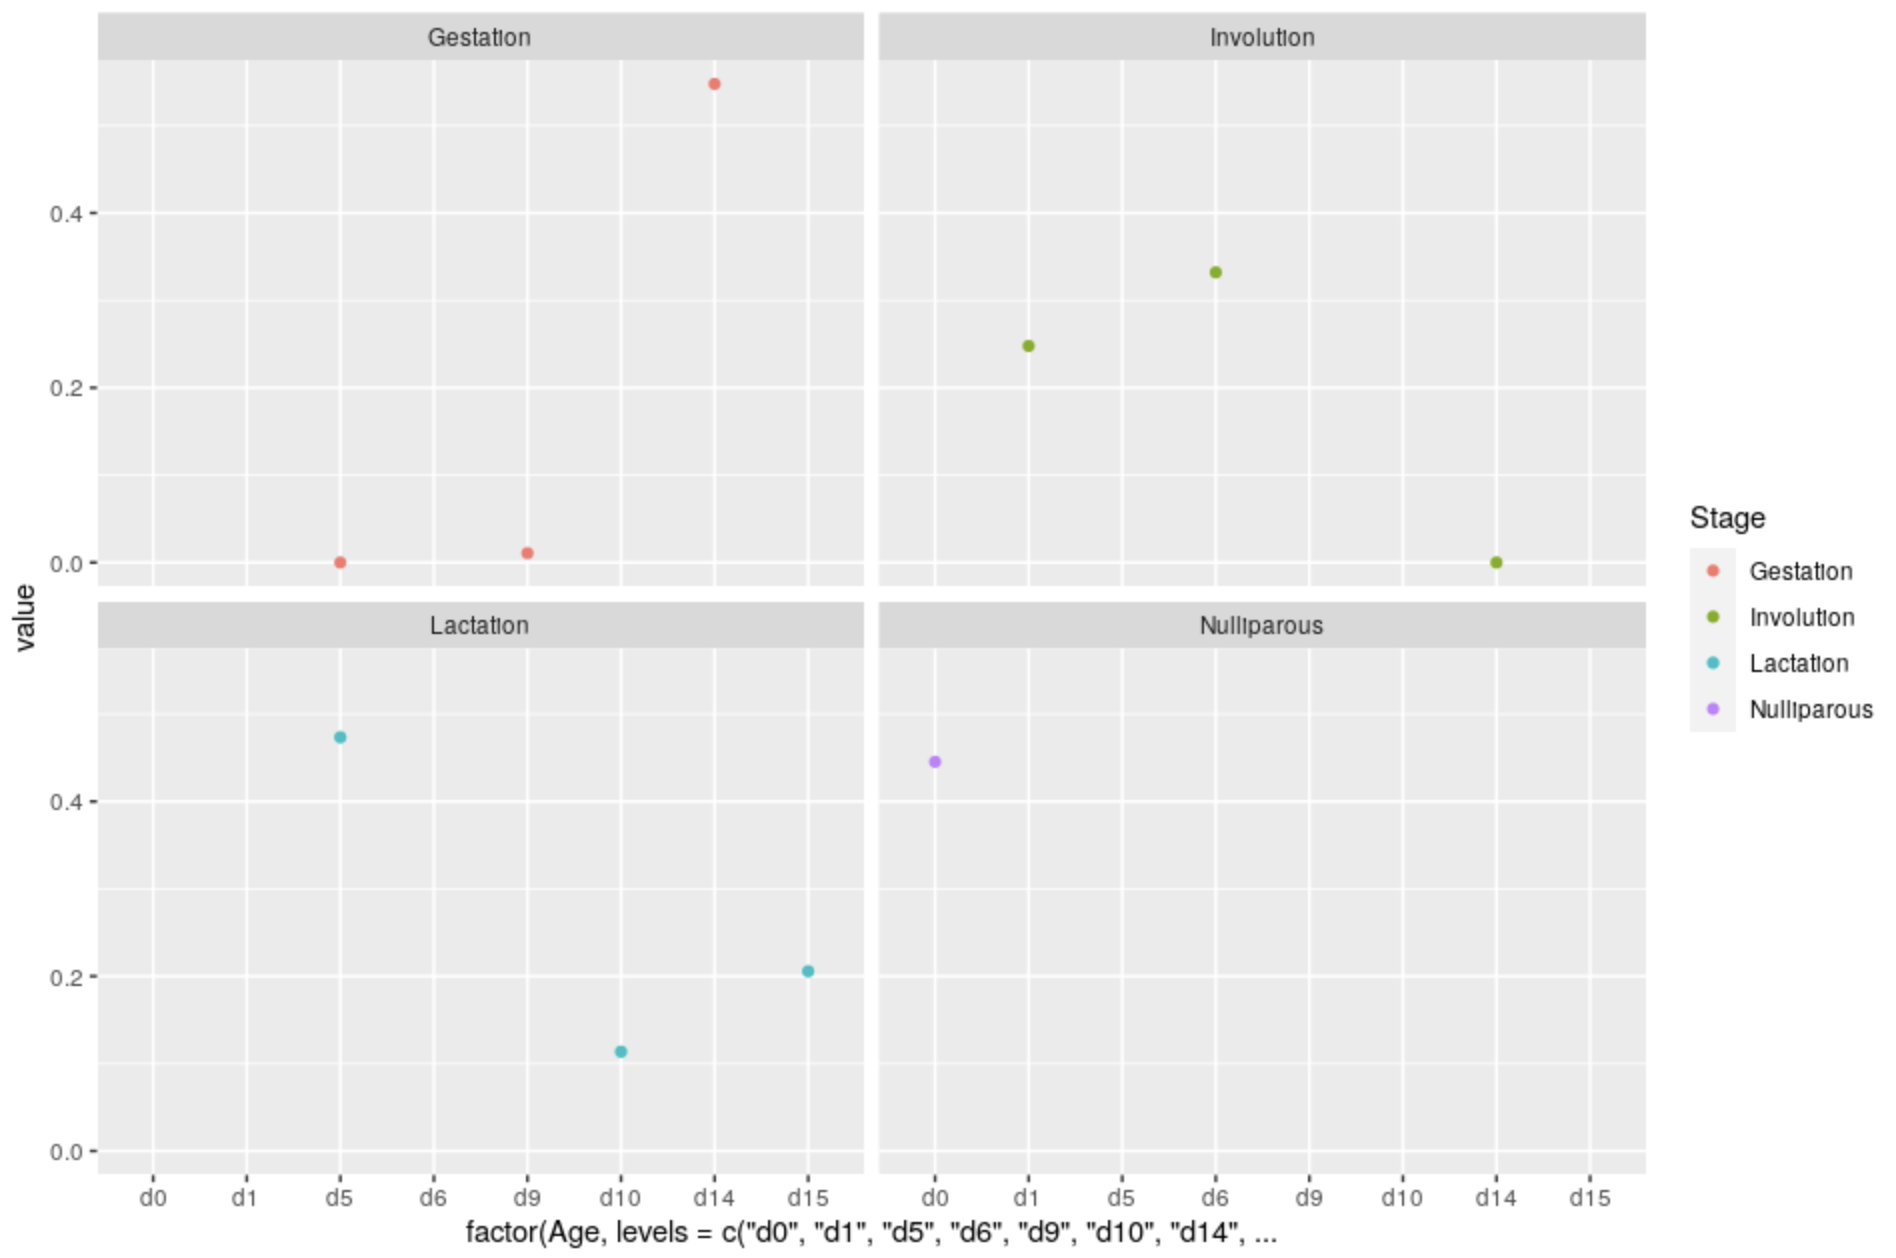 Gestation
Involution
0.4
0.2
0.0
value
Lactation
Nulliparous
0.4
0.2
0.0
d0 d1 d5 d6 d9 d10 d14 d15
d0 d1 d5 d6 d9 d10 d14 d15
factor(Age, levels = c("d0", "d1", "d5", "d6", "d9", "d10", "d14", ...
Stage
Gestation
Involution
Lactation
Nulliparous